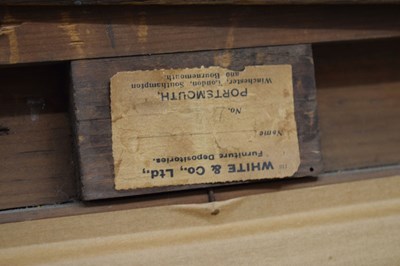 WHITE & Co., Ltd.,
Furniture Depositories.
Name
No.
PORTSMOUTH,
Winchester, London, Southampton
and Bournemouth.